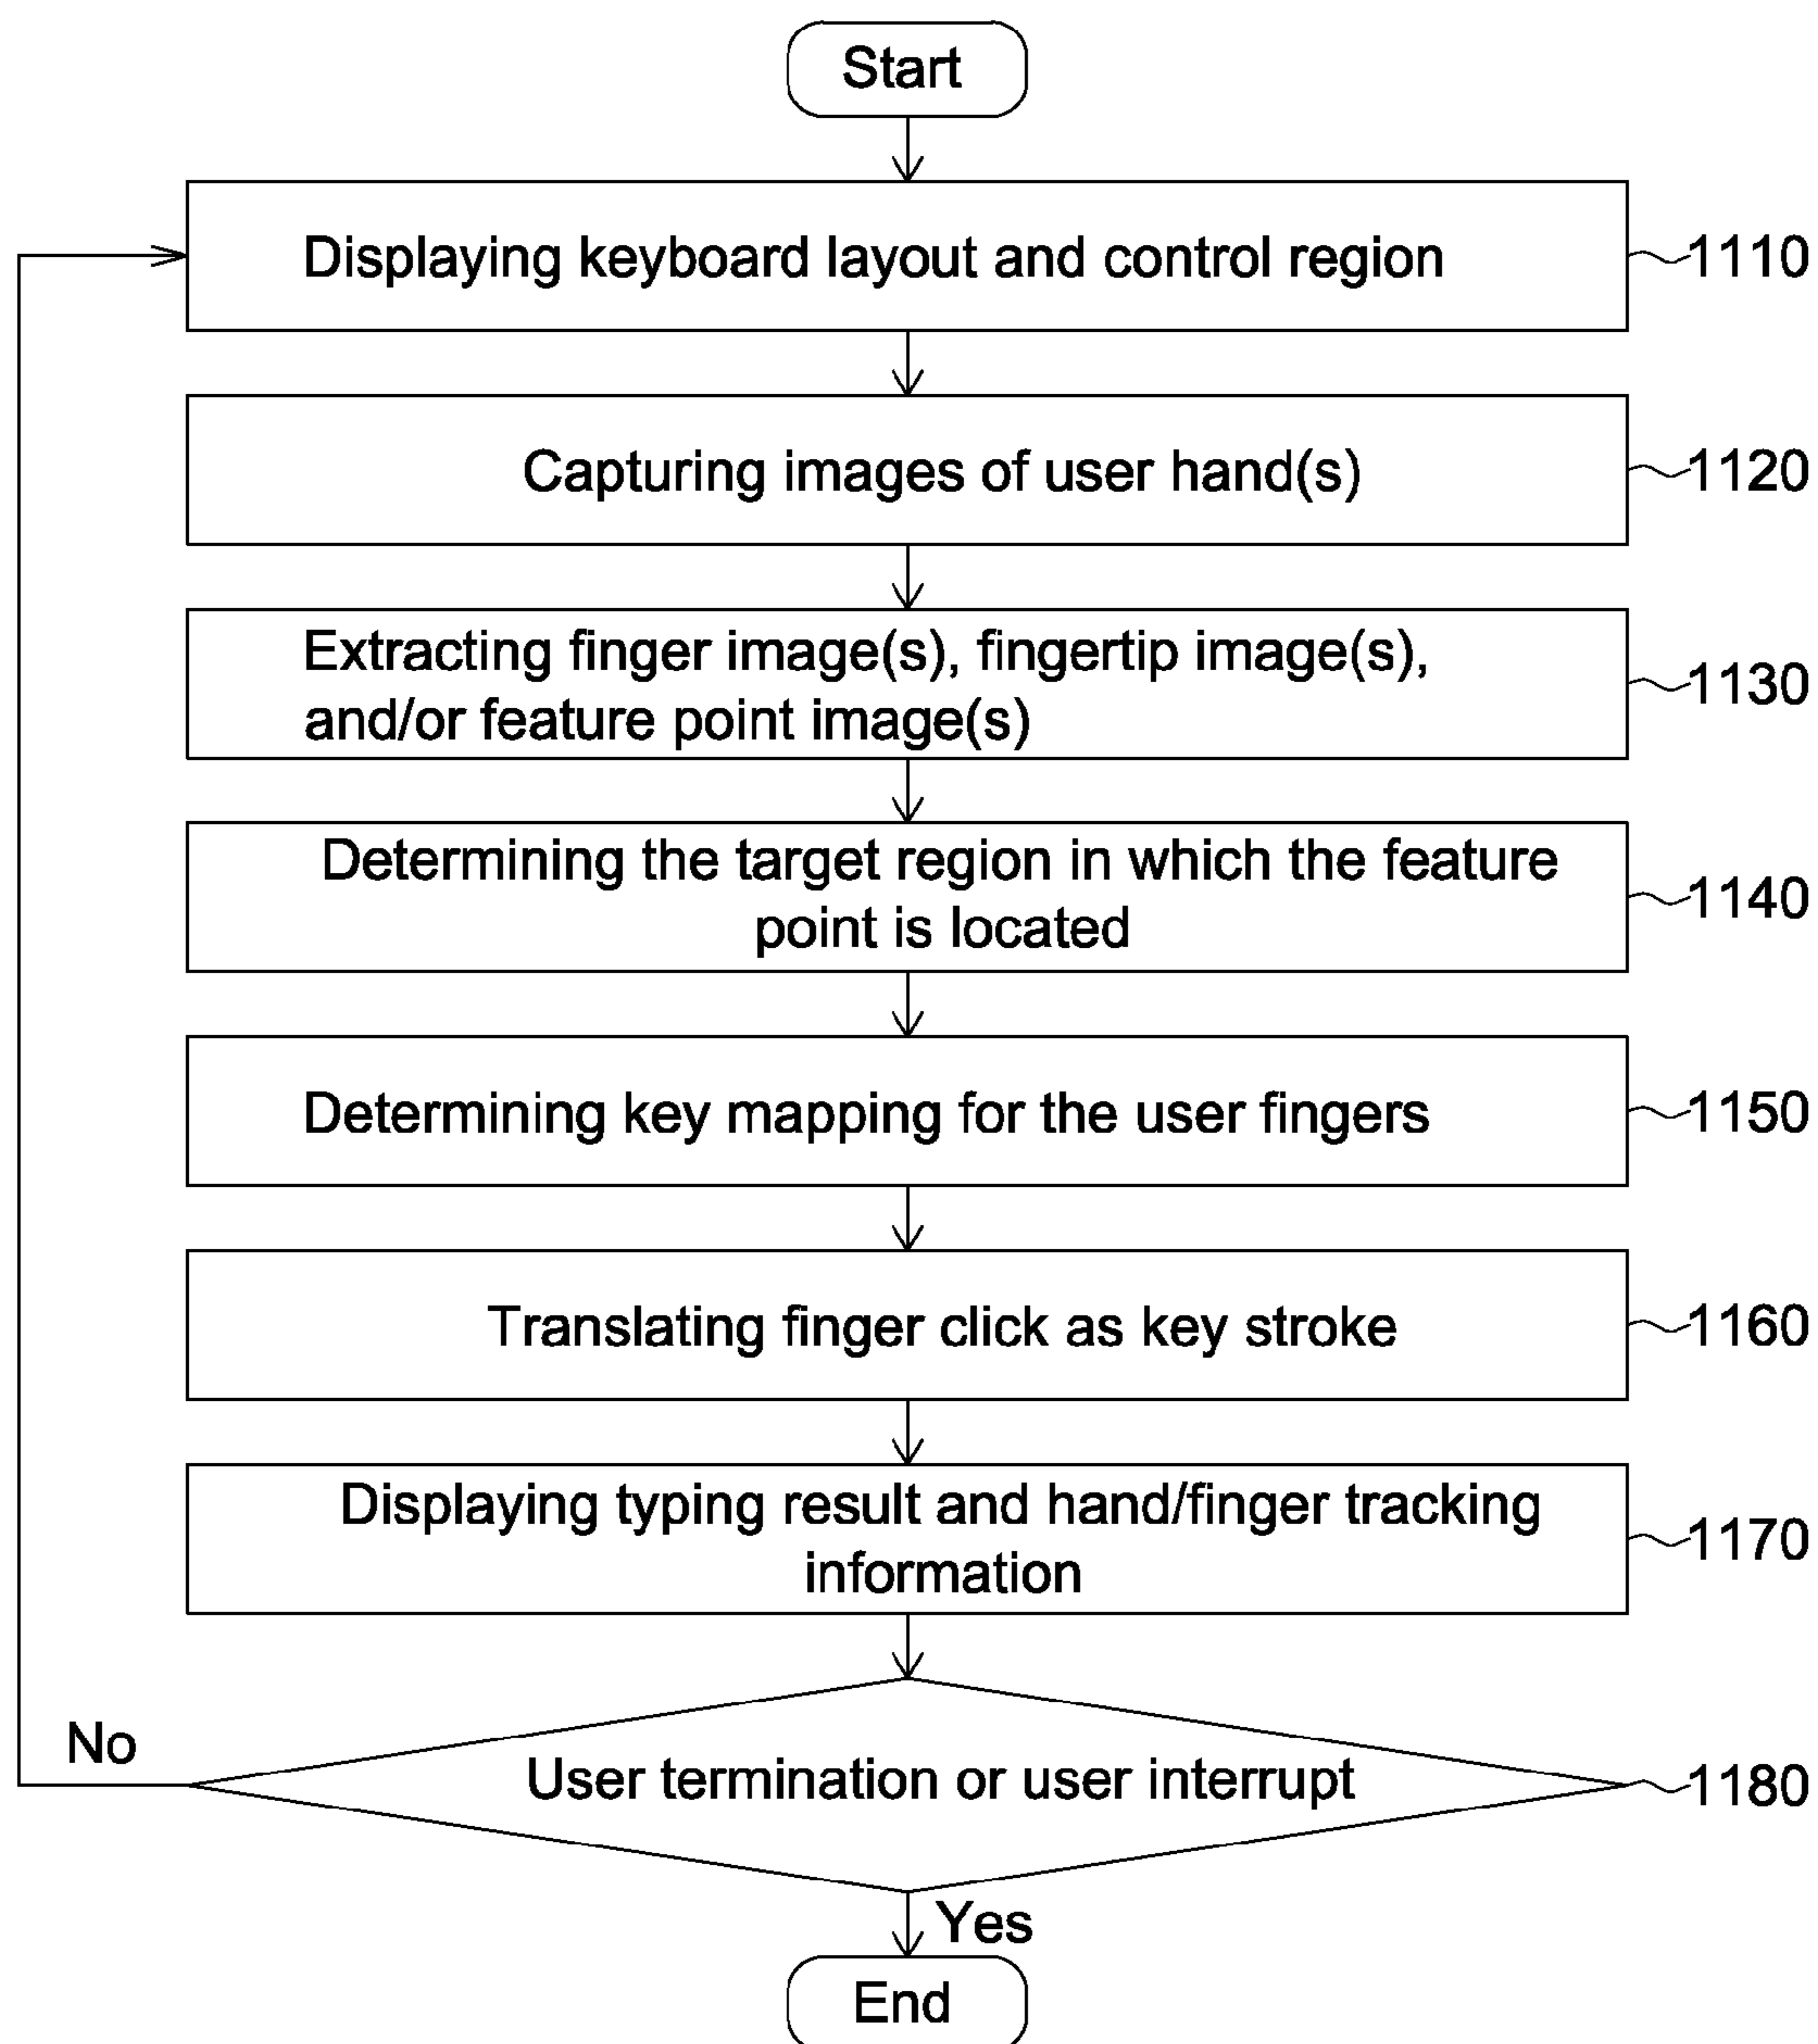 Start
Displaying keyboard layout and control region
1110
Capturing images of user hand(s)
1120
Extracting finger image(s), fingertip image(s),
and/or feature point image(s)
1130
Determining the target region in which the feature
point is located
1140
Determining key mapping for the user fingers
1150
Translating finger click as key stroke
1160
Displaying typing result and hand/finger tracking
information
1170
No
User termination or user interrupt
1180
Yes
End